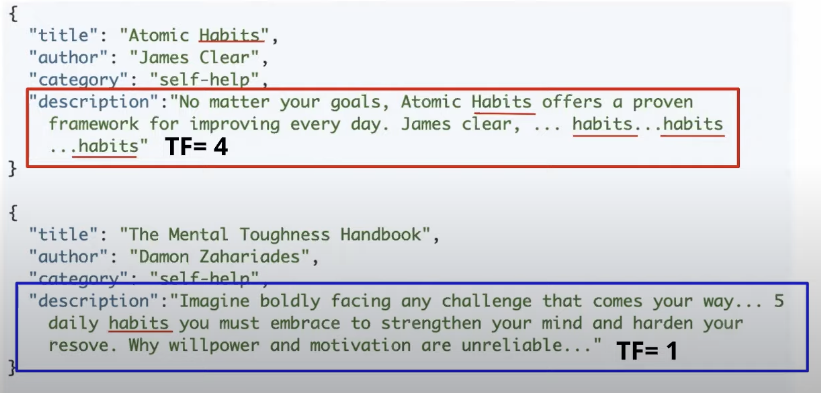 {
"title": "Atomic Habits",
"author": "James Clear",
"category": "self-help",
"description":"No matter your goals, Atomic Habits offers a proven
framework for improving every day. James clear, ... habits...habits
...habits" TF= 4
}
{
"title": "The Mental Toughness Handbook",
"author": "Damon Zahariades",
"category": "self-help",
"description":"Imagine boldly facing any challenge that comes your way... 5
daily habits you must embrace to strengthen your mind and harden your
resove. Why willpower and motivation are unreliable..." TF= 1
}